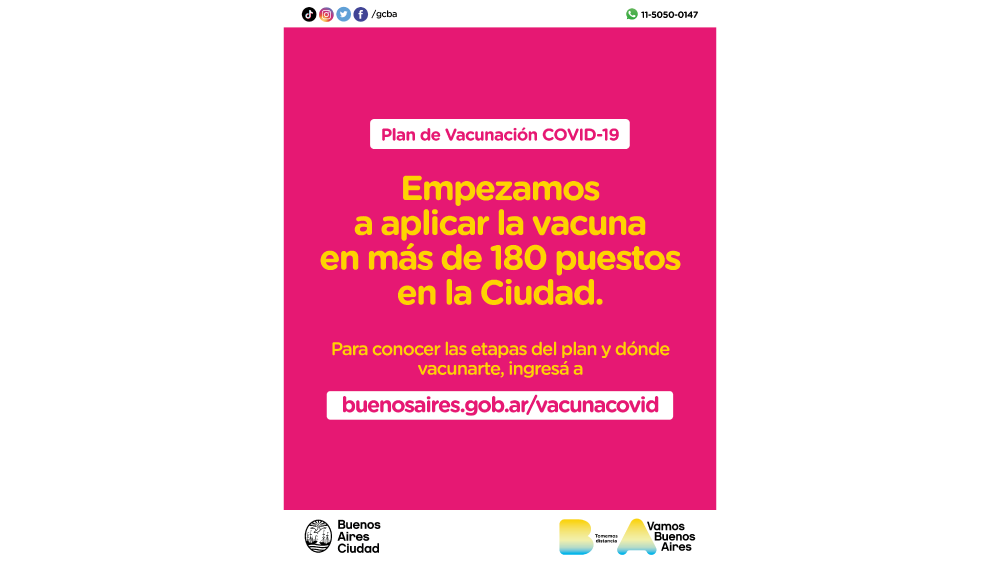 /gcba
11-5050-0147
Plan de Vacunación COVID-19
Empezamos
a aplicar la vacuna
en más de 180 puestos
en la Ciudad.
Para conocer las etapas del plan y dónde
vacunarte, ingresá a
buenosaires.gob.ar/vacunacovid
Buenos
Aires
Ciudad
B
Tomemos
distancia
A
Vamos
Buenos
Aires